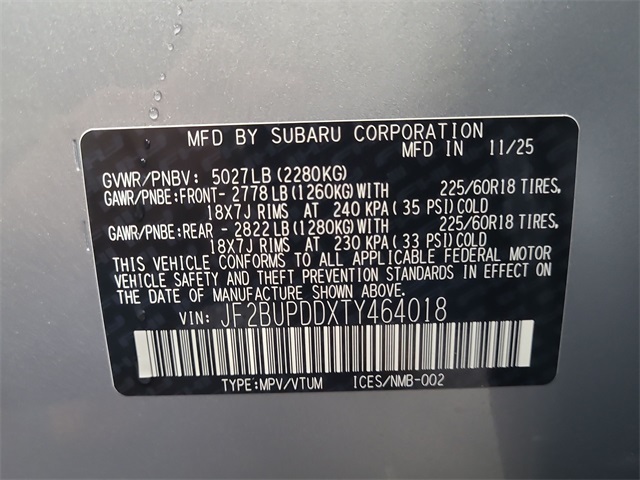 MFD BY SUBARU CORPORATION
MFD IN 11/25
GVWR/PNBV: 5027LB (2280KG)
GAWR/PNBE:FRONT- 2778 LB (1260KG) WITH 225/60R18 TIRES,
18X7J RIMS AT 240 KPA ( 35 PSI) COLD
GAWR/PNBE:REAR - 2822 LB (1280KG) WITH 225/60R18 TIRES,
18X7J RIMS AT 230 KPA ( 33 PSI) COLD
THIS VEHICLE CONFORMS TO ALL APPLICABLE FEDERAL MOTOR
VEHICLE SAFETY AND THEFT PREVENTION STANDARDS IN EFFECT ON
THE DATE OF MANUFACTURE SHOWN ABOVE.
VIN: JF2BUPDDXTY464018
TYPE:MPV/VTUM ICES/NMB-002